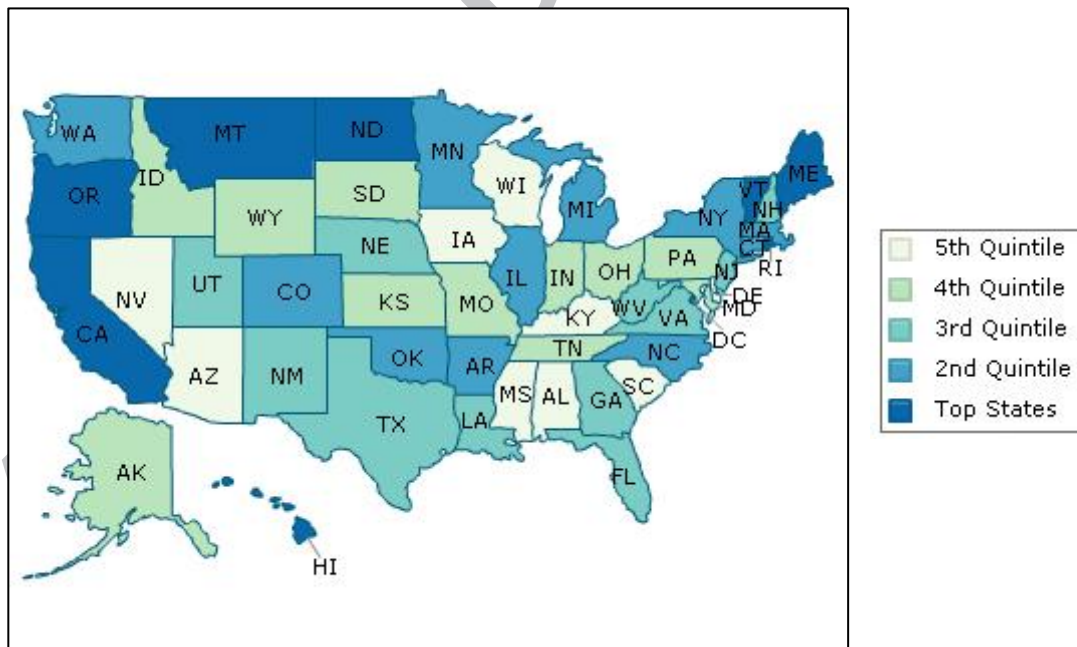 WA
MT
ND
MN
ME
OR
ID
WY
SD
WI
MI
VT
NH
NY
MA
CT
RI
NV
UT
CO
NE
IA
IL
IN
OH
PA
NJ
DE
MD
DC
CA
AZ
NM
KS
MO
KY
WV
VA
OK
AR
TN
NC
TX
LA
MS
AL
GA
SC
FL
AK
HI
5th Quintile
4th Quintile
3rd Quintile
2nd Quintile
Top States